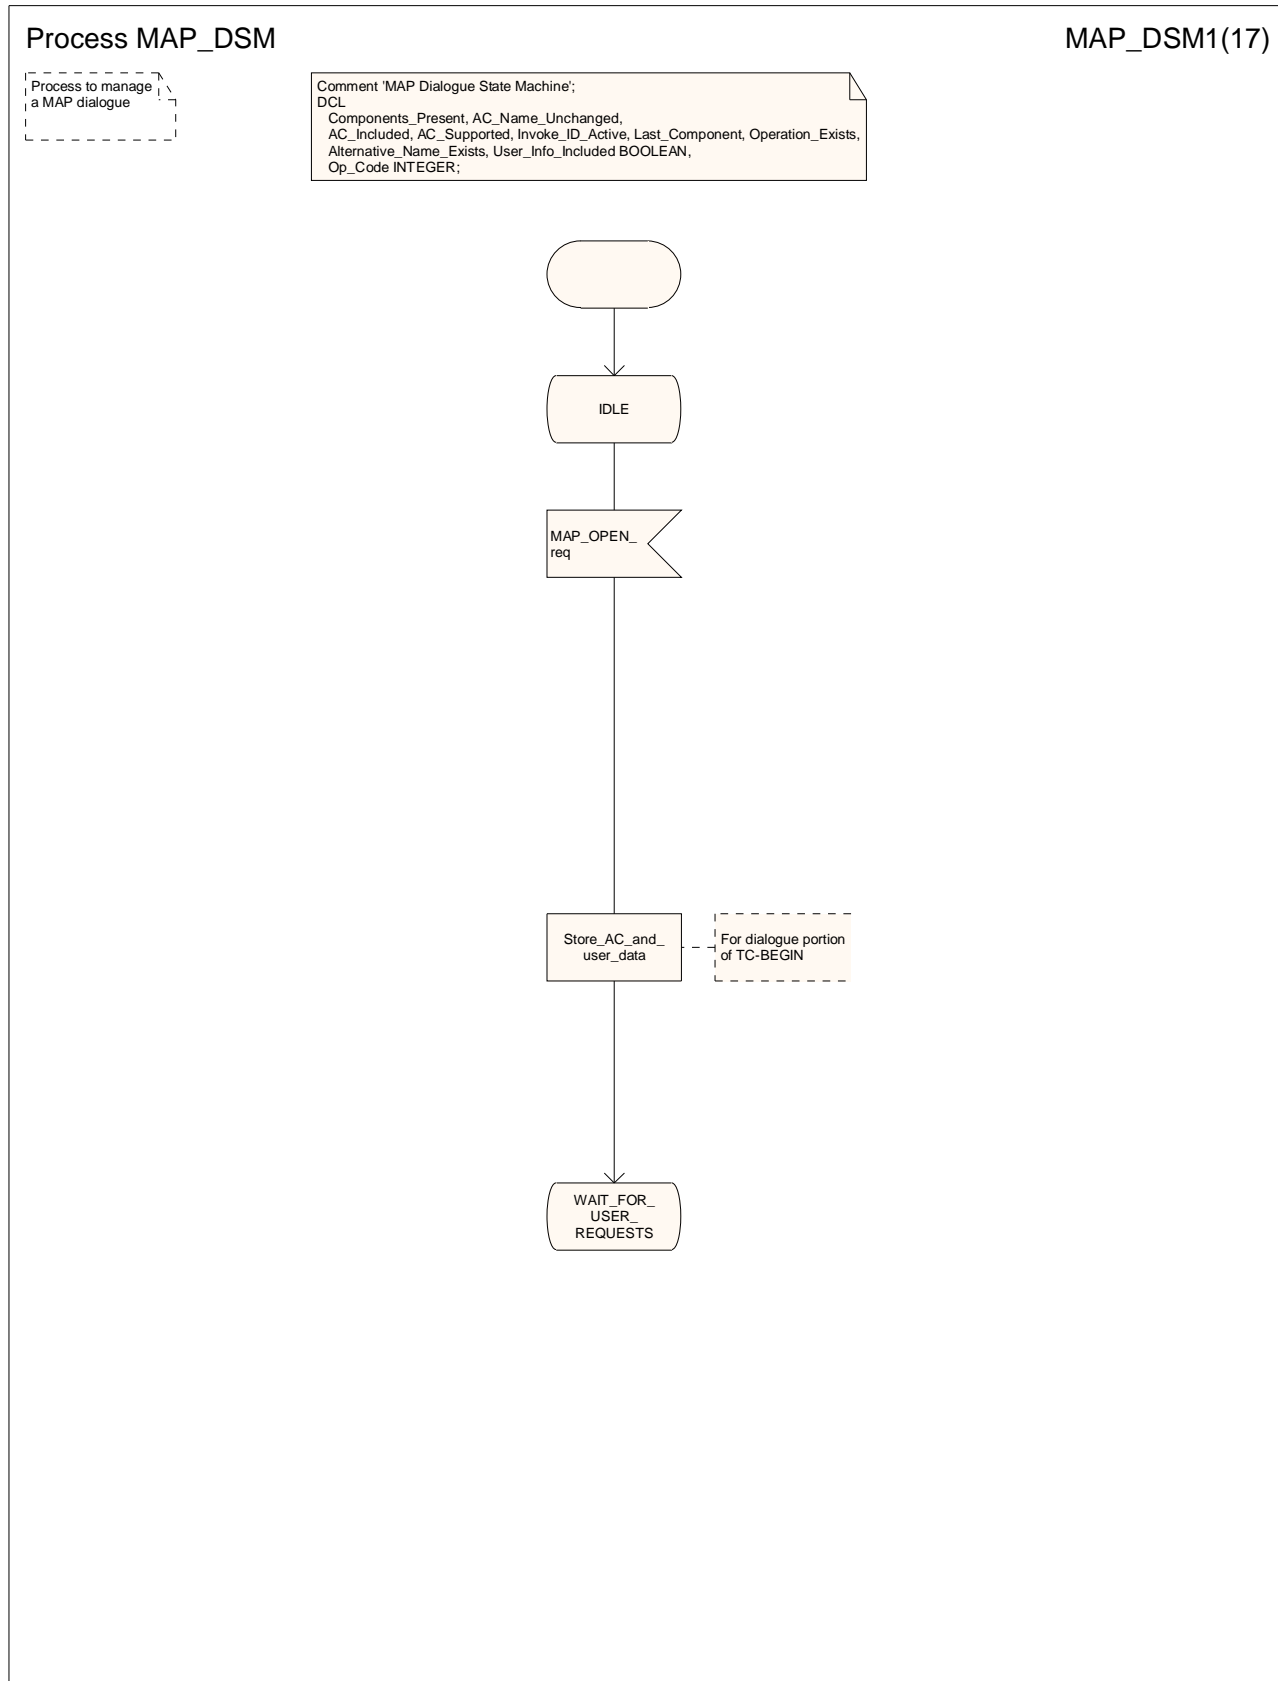 Process MAP_DSM
MAP_DSM1(17)
Process to manage
a MAP dialogue
Comment 'MAP Dialogue State Machine';
DCL
Components_Present, AC_Name_Unchanged,
AC_Included, AC_Supported, Invoke_ID_Active, Last_Component, Operation_Exists,
Alternative_Name_Exists, User_Info_Included BOOLEAN,
Op_Code INTEGER;
IDLE
MAP_OPEN_
req
Store_AC_and_
user_data
For dialogue portion
of TC-BEGIN
WAIT_FOR_
USER_
REQUESTS